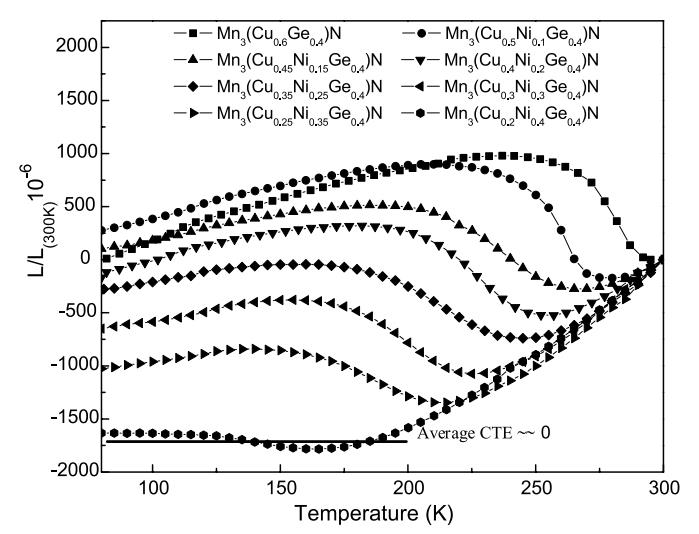 2000
1500
1000
500
0
-500
-1000
-1500
-2000
L/L(300K)10-6
Mn3(Cu0.6Ge0.4)N
Mn3(Cu0.5Ni0.1Ge0.4)N
Mn3(Cu0.45Ni0.15Ge0.4)N
Mn3(Cu0.4Ni0.2Ge0.4)N
Mn3(Cu0.35Ni0.25Ge0.4)N
Mn3(Cu0.3Ni0.3Ge0.4)N
Mn3(Cu0.25Ni0.35Ge0.4)N
Mn3(Cu0.2Ni0.4Ge0.4)N
Average CTE ~~ 0
100 150 200 250 300
Temperature (K)